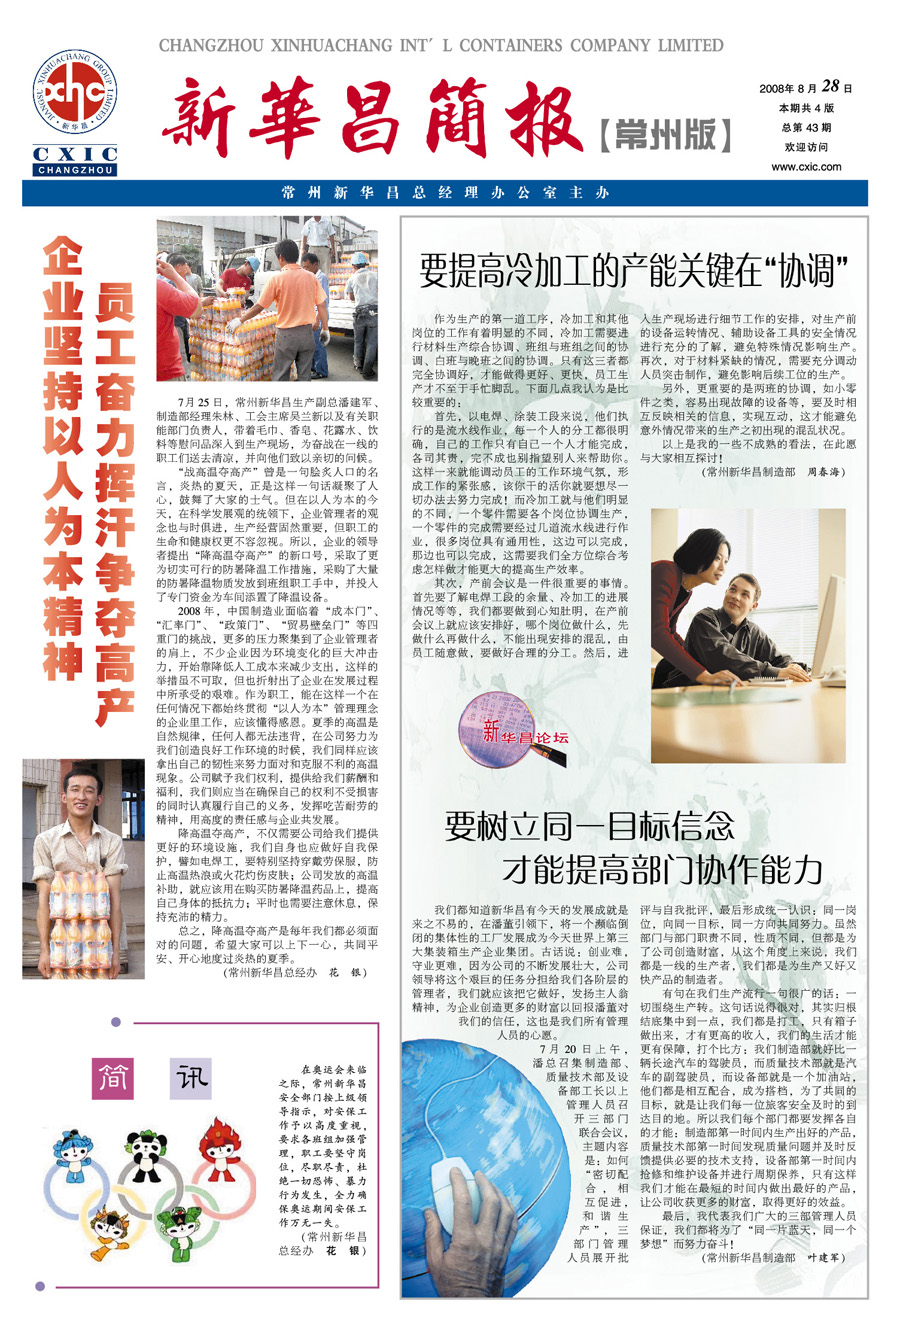 CHANGZHOU XINHUACHANG INT'L CONTAINERS COMPANY LIMITED
JIANGSU XINHUACHANG GROUP LIMITED
xhc
·新华昌·
CXIC
CHANGZHOU
新華昌簡报
【常州版】
2008年 8 月 28 日
本期共 4 版
总第 43 期
欢迎访问
www.cxic.com
常州新华昌总经理办公室主办
企业坚持以人为本精神
员工奋力挥汗争夺高产
7月25日，常州新华昌生产副总潘建军、
制造部经理朱林、工会主席吴兰新以及有关职
能部门负责人，带着毛巾、香皂、花露水、饮
料等慰问品深入到生产现场，为奋战在一线的
职工们送去清凉，并向他们致以亲切的问候。
“战高温夺高产”曾是一句脍炙人口的名
言，炎热的夏天，正是这样一句话凝聚了人
心，鼓舞了大家的士气。但在以人为本的今
天，在科学发展观的统领下，企业管理者的观
念也与时俱进，生产经营固然重要，但职工的
生命和健康权更不容忽视。所以，企业的领导
者提出“降高温夺高产”的新口号，采取了更
为切实可行的防暑降温工作措施，采购了大量
的防暑降温物质发放到班组职工手中，并投入
了专门资金为车间添置了降温设备。
2008 年，中国制造业面临着“成本门”、
“汇率门”、“政策门”、“贸易壁垒门”等四
重门的挑战，更多的压力聚集到了企业管理者
的肩上，不少企业因为环境变化的巨大冲击
力，开始靠降低人工成本来减少支出，这样的
举措虽不可取，但也折射出了企业在发展过程
中所承受的艰难。作为职工，能在这样一个在
任何情况下都始终贯彻“以人为本”管理理念
的企业里工作，应该懂得感恩。夏季的高温是
自然规律，任何人都无法违背，在公司努力为
我们创造良好工作环境的时候，我们同样应该
拿出自己的韧性来努力面对和克服不利的高温
现象。公司赋予我们权利，提供给我们薪酬和
福利，我们则应当在确保自己的权利不受损害
的同时认真履行自己的义务，发挥吃苦耐劳的
精神，用高度的责任感与企业共发展。
降高温夺高产，不仅需要公司给我们提供
更好的环境设施，我们自身也应做好自我保
护，譬如电焊工，要特别坚持穿戴劳保服，防
止高温热浪或火花灼伤皮肤；公司发放的高温
补助，就应该用在购买防暑降温药品上，提高
自己身体的抵抗力；平时也需要注意休息，保
持充沛的精力。
总之，降高温夺高产是每年我们都必须面
对的问题，希望大家可以上下一心，共同平
安、开心地度过炎热的夏季。
(常州新华昌总经办 花 银)
简 讯
在奥运会来临
之际，常州新华昌
安全部门按上级领
导指示，对安保工
作予以高度重视，
要求各班组加强管
理，职工要坚守岗
位，尽职尽责，杜
绝一切恐怖、暴力
行为发生，全力确
保奥运期间安保工
作万无一失。
(常州新华昌
总经办 花 银)
要提高冷加工的产能关键在“协调”
作为生产的第一道工序，冷加工和其他
岗位的工作有着明显的不同，冷加工需要进
行材料生产综合协调、班组与班组之间的协
调、白班与晚班之间的协调。只有这三者都
完全协调好，才能做得更好、更快，员工生
产才不至于手忙脚乱。下面几点我认为是比
较重要的：
首先，以电焊、涂装工段来说，他们执
行的是流水线作业，每一个人的分工都很明
确，自己的工作只有自己一个人才能完成，
各司其责，完不成也别指望别人来帮助你。
这样一来就能调动员工的工作环境气氛，形
成工作的紧张感，该你干的活你就要想尽一
切办法去努力完成！而冷加工就与他们明显
的不同，一个零件需要各个岗位协调生产，
一个零件的完成需要经过几道流水线进行作
业，很多岗位具有通用性，这边可以完成，
那边也可以完成，这需要我们全方位综合考
虑怎样做才能更大的提高生产效率。
其次，产前会议是一件很重要的事情。
首先要了解电焊工段的余量、冷加工的进展
情况等等，我们都要做到心知肚明，在产前
会议上就应该安排好，哪个岗位做什么，先
做什么再做什么，不能出现安排的混乱，由
员工随意做，要做好合理的分工。然后，进
入生产现场进行细节工作的安排，对生产前
的设备运转情况、辅助设备工具的安全情况
进行充分的了解，避免特殊情况影响生产。
再次，对于材料紧缺的情况，需要充分调动
人员突击制作，避免影响后续工位的生产。
另外，更重要的是两班的协调，如小零
件之类，容易出现故障的设备等，要及时相
互反映相关的信息，实现互动，这才能避免
意外情况带来的生产之初出现的混乱状况。
以上是我的一些不成熟的看法，在此愿
与大家相互探讨！
(常州新华昌制造部 周春海)
新华昌论坛
要树立同一目标信念
才能提高部门协作能力
我们都知道新华昌有今天的发展成就是
来之不易的，在潘董引领下，将一个濒临倒
闭的集体性的工厂发展成为今天世界上第三
大集装箱生产企业集团。古话说：创业难，
守业更难，因为公司的不断发展壮大，公司
领导将这个艰巨的任务分担给我们各阶层的
管理者，我们就应该把它做好，发扬主人翁
精神，为企业创造更多的财富以回报潘董对
我们的信任，这也是我们所有管理
人员的心愿。
7 月 20 日上午，
潘总召集制造部、
质量技术部及设
备部工长以上
管理人员召
开三部门
联合会议，
主题内容
是：如何
“密切配
合，相
互促进，
和谐生
产”，三
部门管理
人员展开批
评与自我批评，最后形成统一认识：同一岗
位，向同一目标，同一方向共同努力。虽然
部门与部门职责不同，性质不同，但都是为
了公司创造财富，从这个角度上来说，我们
都是一线的生产者，我们都是为生产又好又
快产品的制造者。
有句在我们生产流行一句很广的话：一
切围绕生产转。这句话说得很对，其实归根
结底集中到一点，我们都是打工，只有箱子
做出来，才有更高的收人，我们的生活才能
更有保障，打个比方：我们制造部就好比一
辆长途汽车的驾驶员，而质量技术部就是汽
车的副驾驶员，而设备部就是一个加油站，
他们都是相互配合，成为搭档，为了共同的
目标，就是让我们每一位旅客安全及时的到
达目的地。所以我们每个部门都要发挥各自
的才能：制造部第一时间内生产出好的产品，
质量技术部第一时间发现质量问题并及时反
馈提供必要的技术支持，设备部第一时间内
抢修和维护设备并进行周期保养，只有这样
我们才能在最短的时间内做出最好的产品，
让公司收获更多的财富，取得更好的效益。
最后，我代表我们广大的三部管理人员
保证，我们都将为了“同一片蓝天，同一个
梦想”而努力奋斗！
(常州新华昌制造部 叶建军)